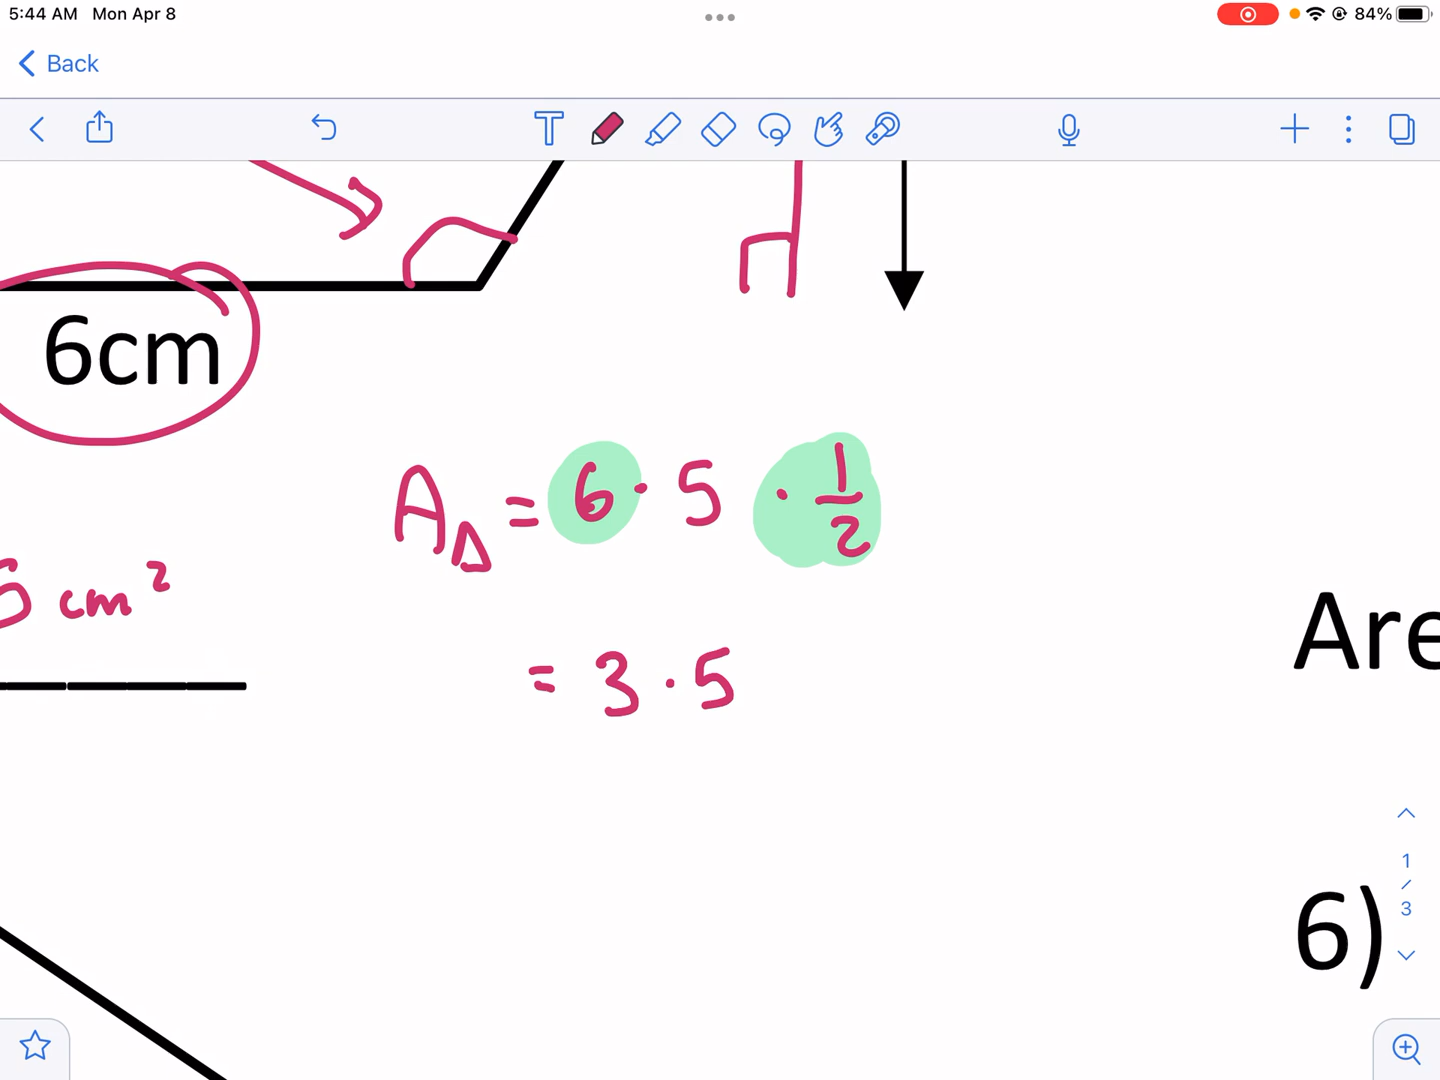 5:44 AM Mon Apr 8
84%
Back
6cm
A△ = 6 · 5 · 1/2
cm²
= 3 · 5
Are
1
/
3
6)